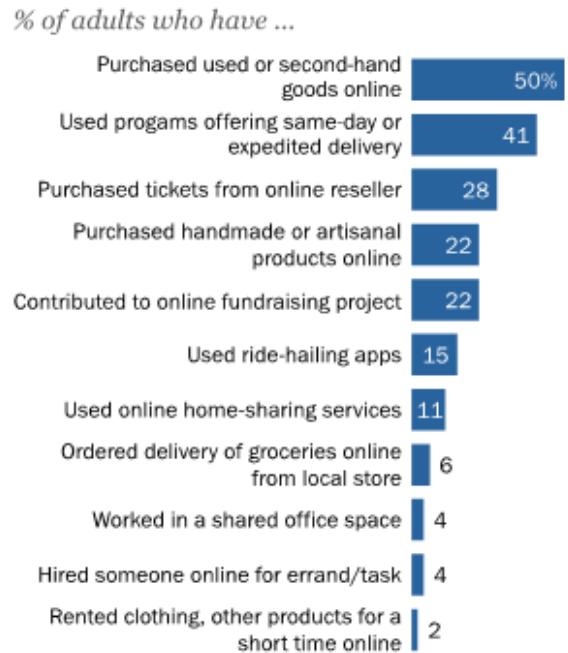 % of adults who have ...
Purchased used or second-hand
goods online
50%
Used progams offering same-day or
expedited delivery
41
Purchased tickets from online reseller
28
Purchased handmade or artisanal
products online
22
Contributed to online fundraising project
22
Used ride-hailing apps
15
Used online home-sharing services
11
Ordered delivery of groceries online
from local store
6
Worked in a shared office space
4
Hired someone online for errand/task
4
Rented clothing, other products for a
short time online
2